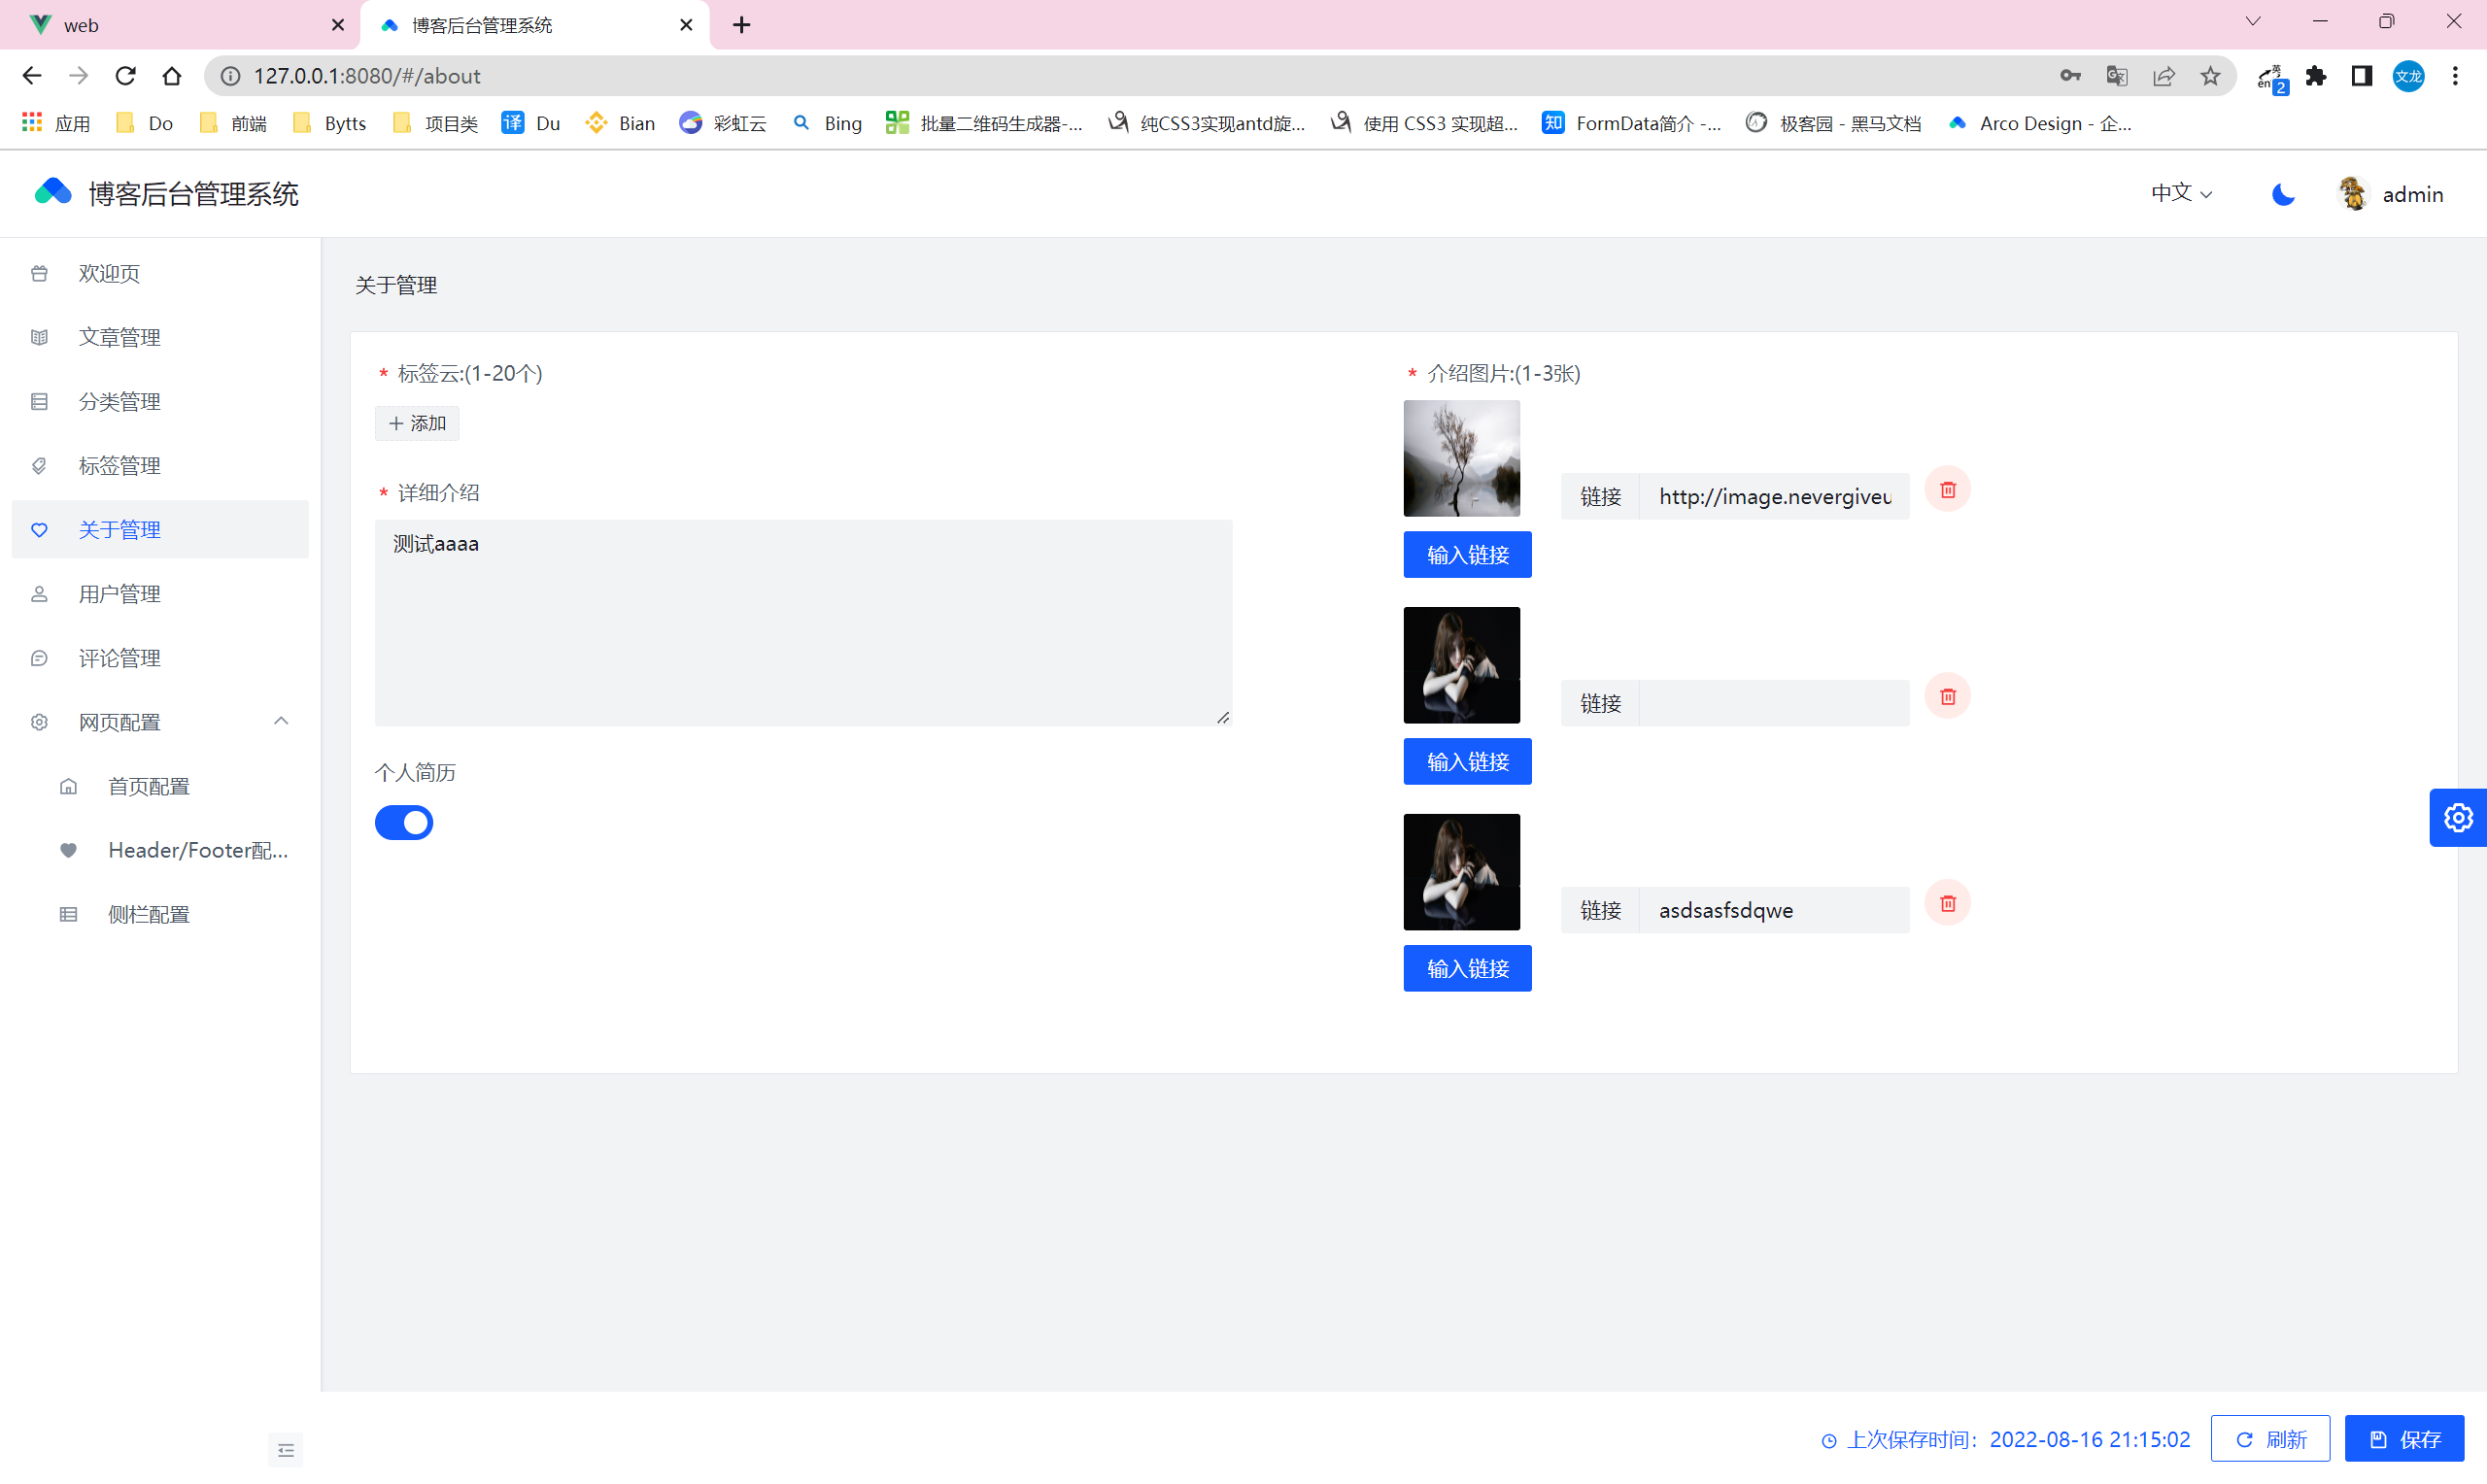 web
博客后台管理系统
127.0.0.1:8080/#/about
英
en
2
文龙
应用
Do
前端
Bytts
项目类
译
Du
Bian
彩虹云
Bing
批量二维码生成器-...
纯CSS3实现antd旋...
使用 CSS3 实现超...
知
FormData简介 -...
极客园 - 黑马文档
Arco Design - 企...
博客后台管理系统
中文
admin
欢迎页
文章管理
分类管理
标签管理
关于管理
用户管理
评论管理
网页配置
首页配置
Header/Footer配...
侧栏配置
关于管理
* 标签云:(1-20个)
+ 添加
* 详细介绍
测试aaaa
个人简历
* 介绍图片:(1-3张)
链接 http://image.nevergiveu
输入链接
链接
输入链接
链接 asdsasfsdqwe
输入链接
上次保存时间：2022-08-16 21:15:02
刷新
保存